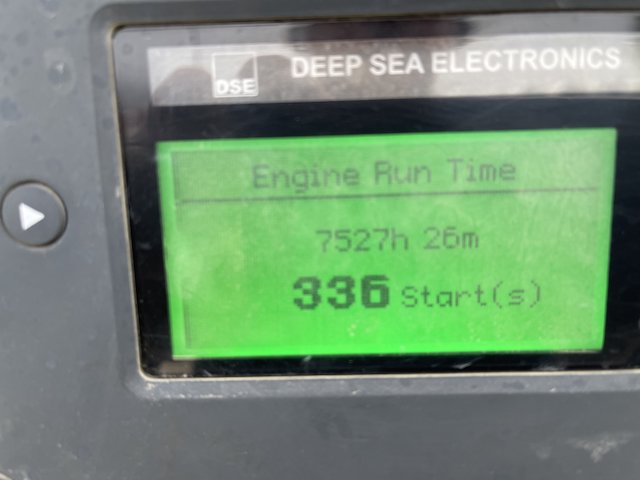 DSE DEEP SEA ELECTRONICS
Engine Run Time
7527h 26m
336 Start(s)